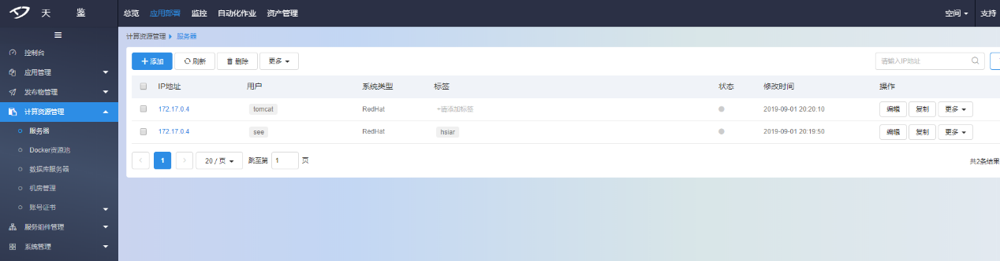 天 鉴 总览 应用部署 监控 自动化作业 资产管理 空间 支持
计算资源管理 服务器
控制台
应用管理
发布物管理
计算资源管理
服务器
Docker资源池
数据库服务器
机房管理
账号证书
服务组件管理
系统管理
添加 刷新 删除 更多 请输入IP地址
IP地址 用户 系统类型 标签 状态 修改时间 操作
172.17.0.4 tomcat RedHat +请添加标签 2019-09-01 20:20:10 编辑 复制 更多
172.17.0.4 see RedHat hsiar 2019-09-01 20:19:50 编辑 复制 更多
1 20 / 页 跳至第 1 页 共2条结果